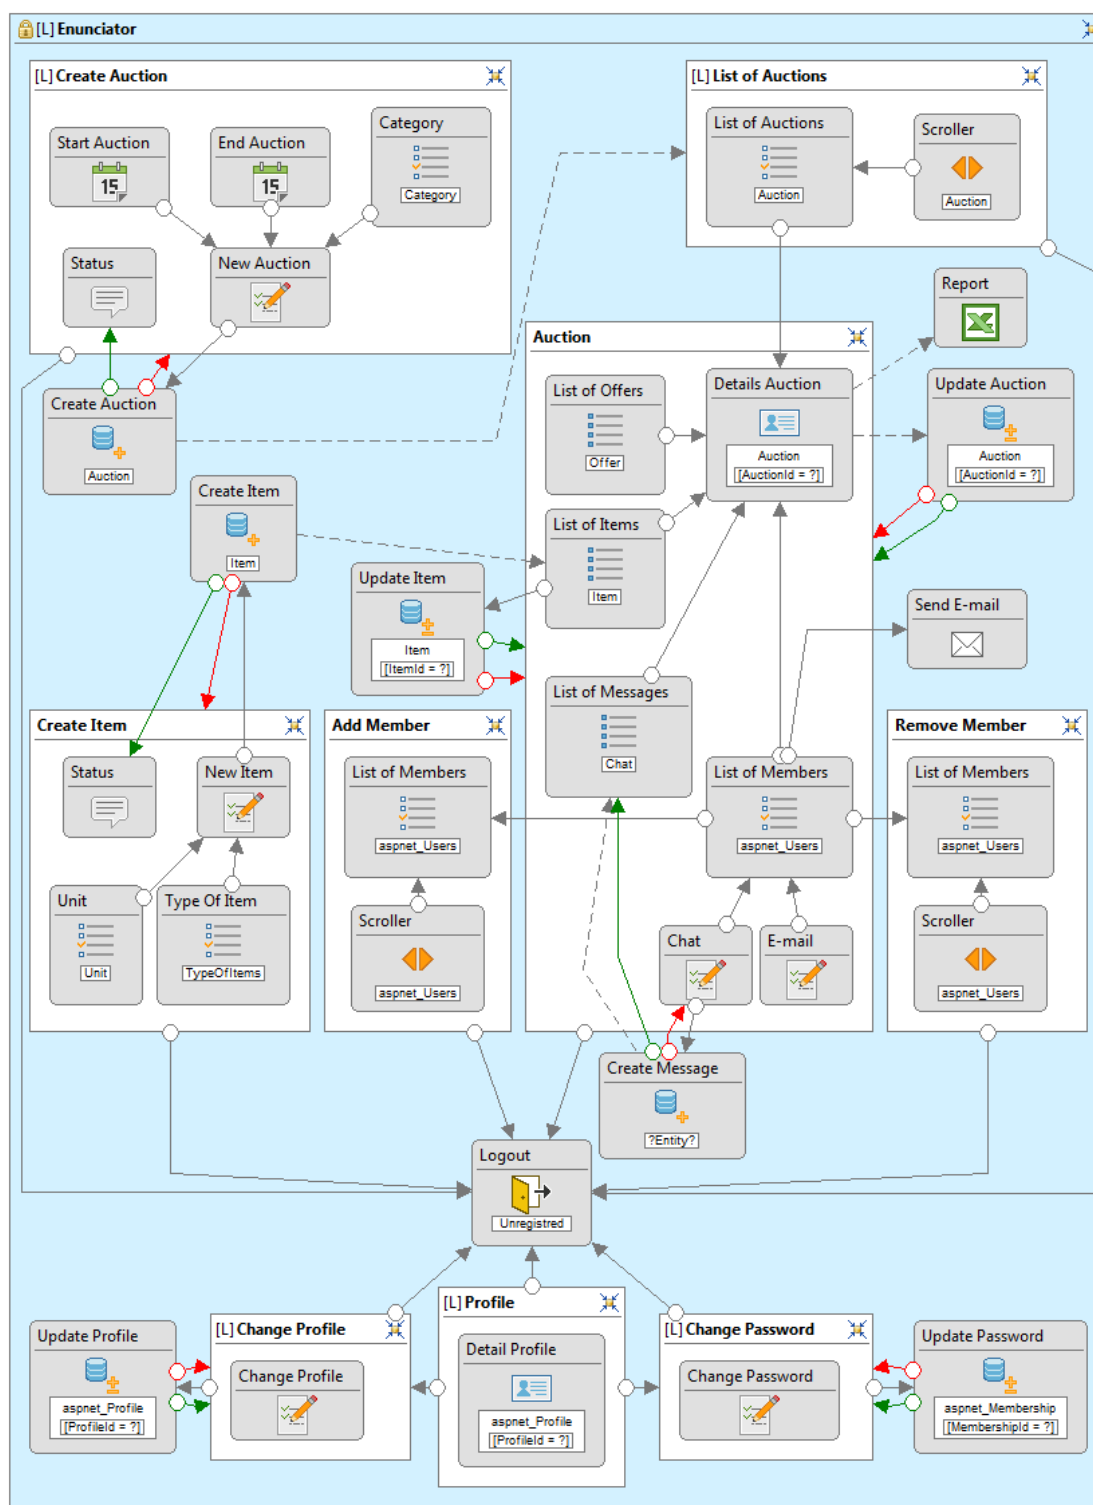 [L] Enunciator
[L] Create Auction
Start Auction
15
End Auction
15
Category
Category
Status
New Auction
Create Auction
Auction
[L] List of Auctions
List of Auctions
Auction
Scroller
Auction
Report
Auction
List of Offers
Offer
Details Auction
Auction
[AuctionId = ?]
Update Auction
Auction
[AuctionId = ?]
Create Item
Item
List of Items
Item
Update Item
Item
[ItemId = ?]
Send E-mail
List of Messages
Chat
List of Members
aspnet_Users
Chat
E-mail
Create Item
Status
New Item
Unit
Unit
Type Of Item
TypeOfItems
Add Member
List of Members
aspnet_Users
Scroller
aspnet_Users
Remove Member
List of Members
aspnet_Users
Scroller
aspnet_Users
Create Message
?Entity?
Logout
Unregistred
Update Profile
aspnet_Profile
[ProfileId = ?]
[L] Change Profile
Change Profile
[L] Profile
Detail Profile
aspnet_Profile
[ProfileId = ?]
[L] Change Password
Change Password
Update Password
aspnet_Membership
[MembershipId = ?]